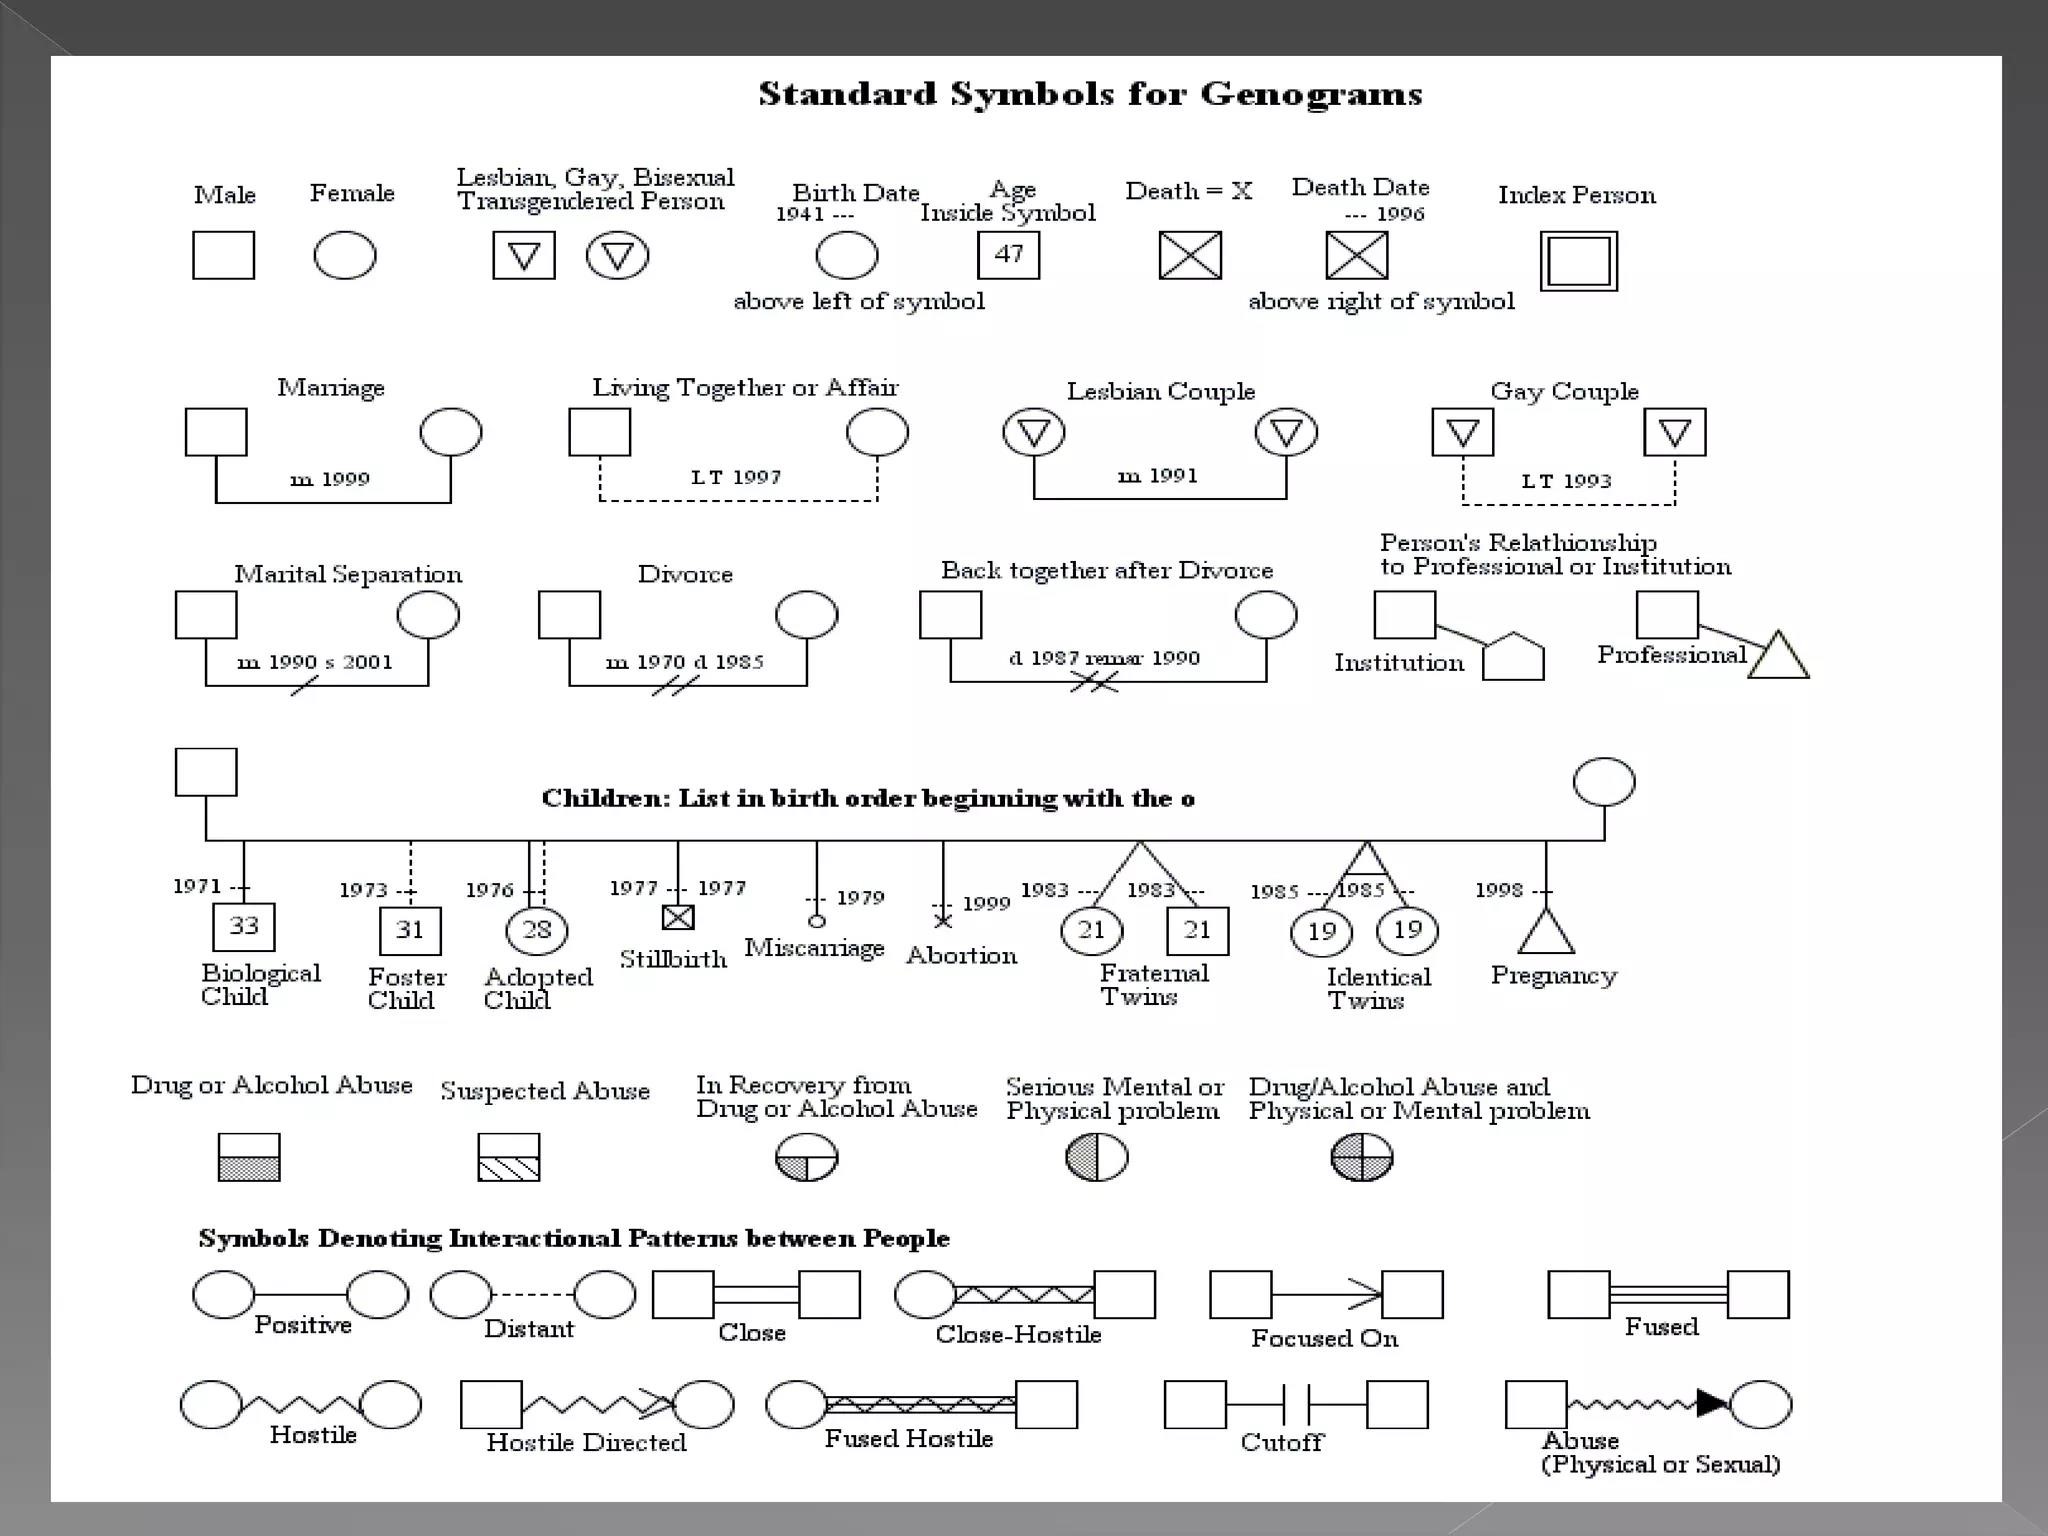 Standard Symbols for Genograms
Male
Female
Lesbian, Gay, Bisexual
Transgendered Person
Birth Date
1941 ---
above left of symbol
Age
Inside Symbol
47
Death = X
Death Date
--- 1996
above right of symbol
Index Person
Marriage
m 1999
Living Together or Affair
LT 1997
Lesbian Couple
m 1991
Gay Couple
LT 1993
Marital Separation
m 1990 s 2001
Divorce
m 1970 d 1985
Back together after Divorce
d 1987 remar 1990
Person's Relathionship
to Professional or Institution
Institution
Professional
Children: List in birth order beginning with the o
1971 ---
33
Biological
Child
1973 ---
31
Foster
Child
1976 ---
28
Adopted
Child
1977 --- 1977
Stillbirth
--- 1979
Miscarriage
--- 1999
Abortion
1983 ---
21
1983 ---
21
Fraternal
Twins
1985 ---
19
1985 ---
19
Identical
Twins
1998 ---
Pregnancy
Drug or Alcohol Abuse
Suspected Abuse
In Recovery from
Drug or Alcohol Abuse
Serious Mental or
Physical problem
Drug/Alcohol Abuse and
Physical or Mental problem
Symbols Denoting Interactional Patterns between People
Positive
Distant
Close
Close-Hostile
Focused On
Fused
Hostile
Hostile Directed
Fused Hostile
Cutoff
Abuse
(Physical or Sexual)